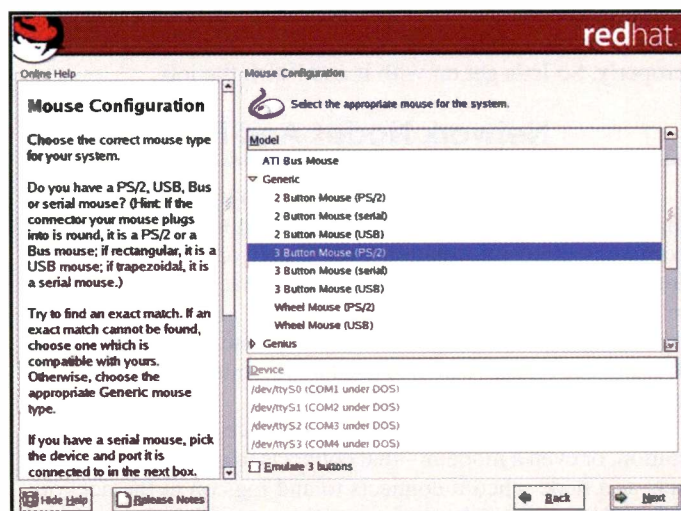 redhat.
Online Help
Mouse Configuration
Choose the correct mouse type
for your system.
Do you have a PS/2, USB, Bus
or serial mouse? (Hint: If the
connector your mouse plugs
into is round, it is a PS/2 or a
Bus mouse; if rectangular, it is a
USB mouse; if trapezoidal, it is
a serial mouse.)
Try to find an exact match. If an
exact match cannot be found,
choose one which is
compatible with yours.
Otherwise, choose the
appropriate Generic mouse
type.
If you have a serial mouse, pick
the device and port it is
connected to in the next box.
Mouse Configuration
Select the appropriate mouse for the system.
Model
ATI Bus Mouse
Generic
2 Button Mouse (PS/2)
2 Button Mouse (serial)
2 Button Mouse (USB)
3 Button Mouse (PS/2)
3 Button Mouse (serial)
3 Button Mouse (USB)
Wheel Mouse (PS/2)
Wheel Mouse (USB)
Genius
Device
/dev/ttyS0 (COM1 under DOS)
/dev/ttyS1 (COM2 under DOS)
/dev/ttyS2 (COM3 under DOS)
/dev/ttyS3 (COM4 under DOS)
Emulate 3 buttons
Hide Help
Release Notes
Back
Next